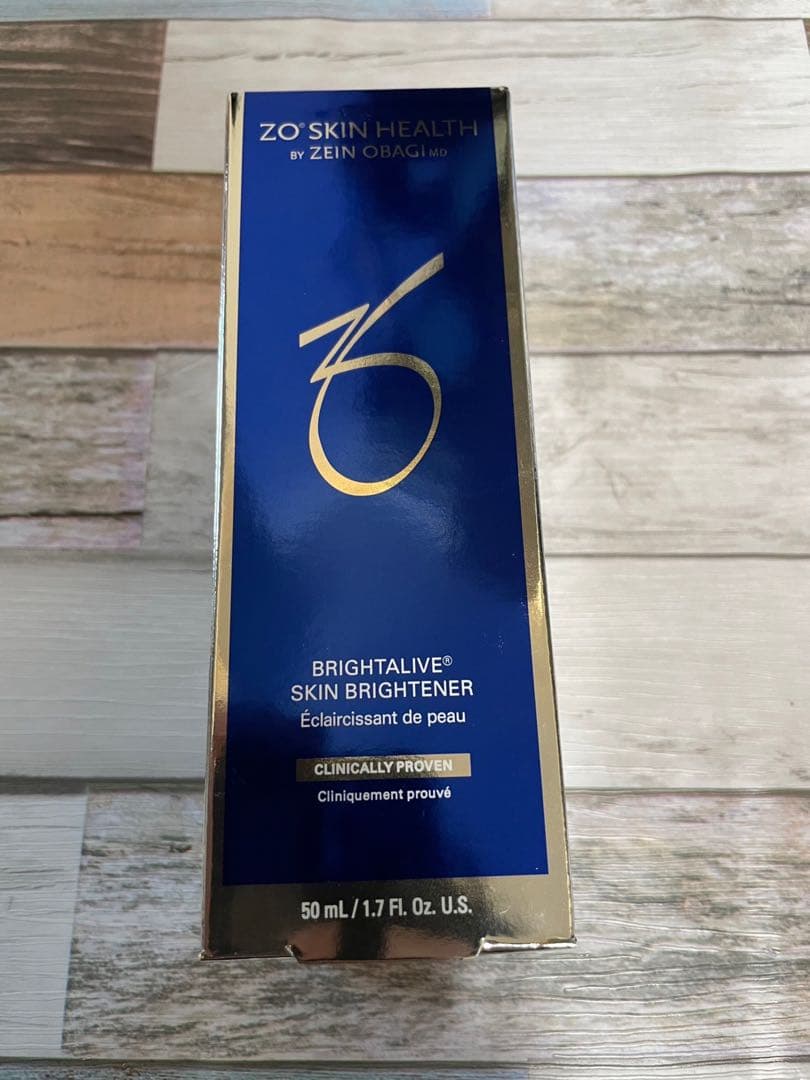 ZO® SKIN HEALTH
BY ZEIN OBAGI MD
BRIGHTALIVE®
SKIN BRIGHTENER
Éclaircissant de peau
CLINICALLY PROVEN
Cliniquement prouvé
50 mL / 1.7 Fl. Oz. U.S.